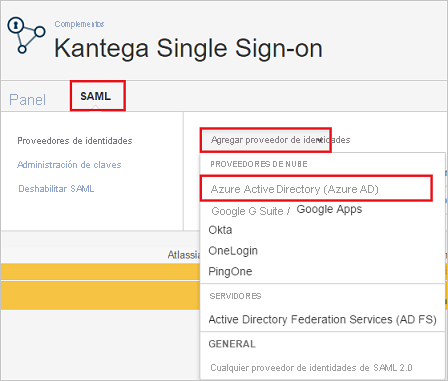 Complementos
Kantega Single Sign-on
Panel
SAML
Proveedores de identidades
Administración de claves
Deshabilitar SAML
Agregar proveedor de identidades
PROVEEDORES DE NUBE
Azure Active Directory (Azure AD)
Google G Suite / Google Apps
Okta
OneLogin
PingOne
SERVIDORES
Active Directory Federation Services (AD FS)
GENERAL
Cualquier proveedor de identidades de SAML 2.0